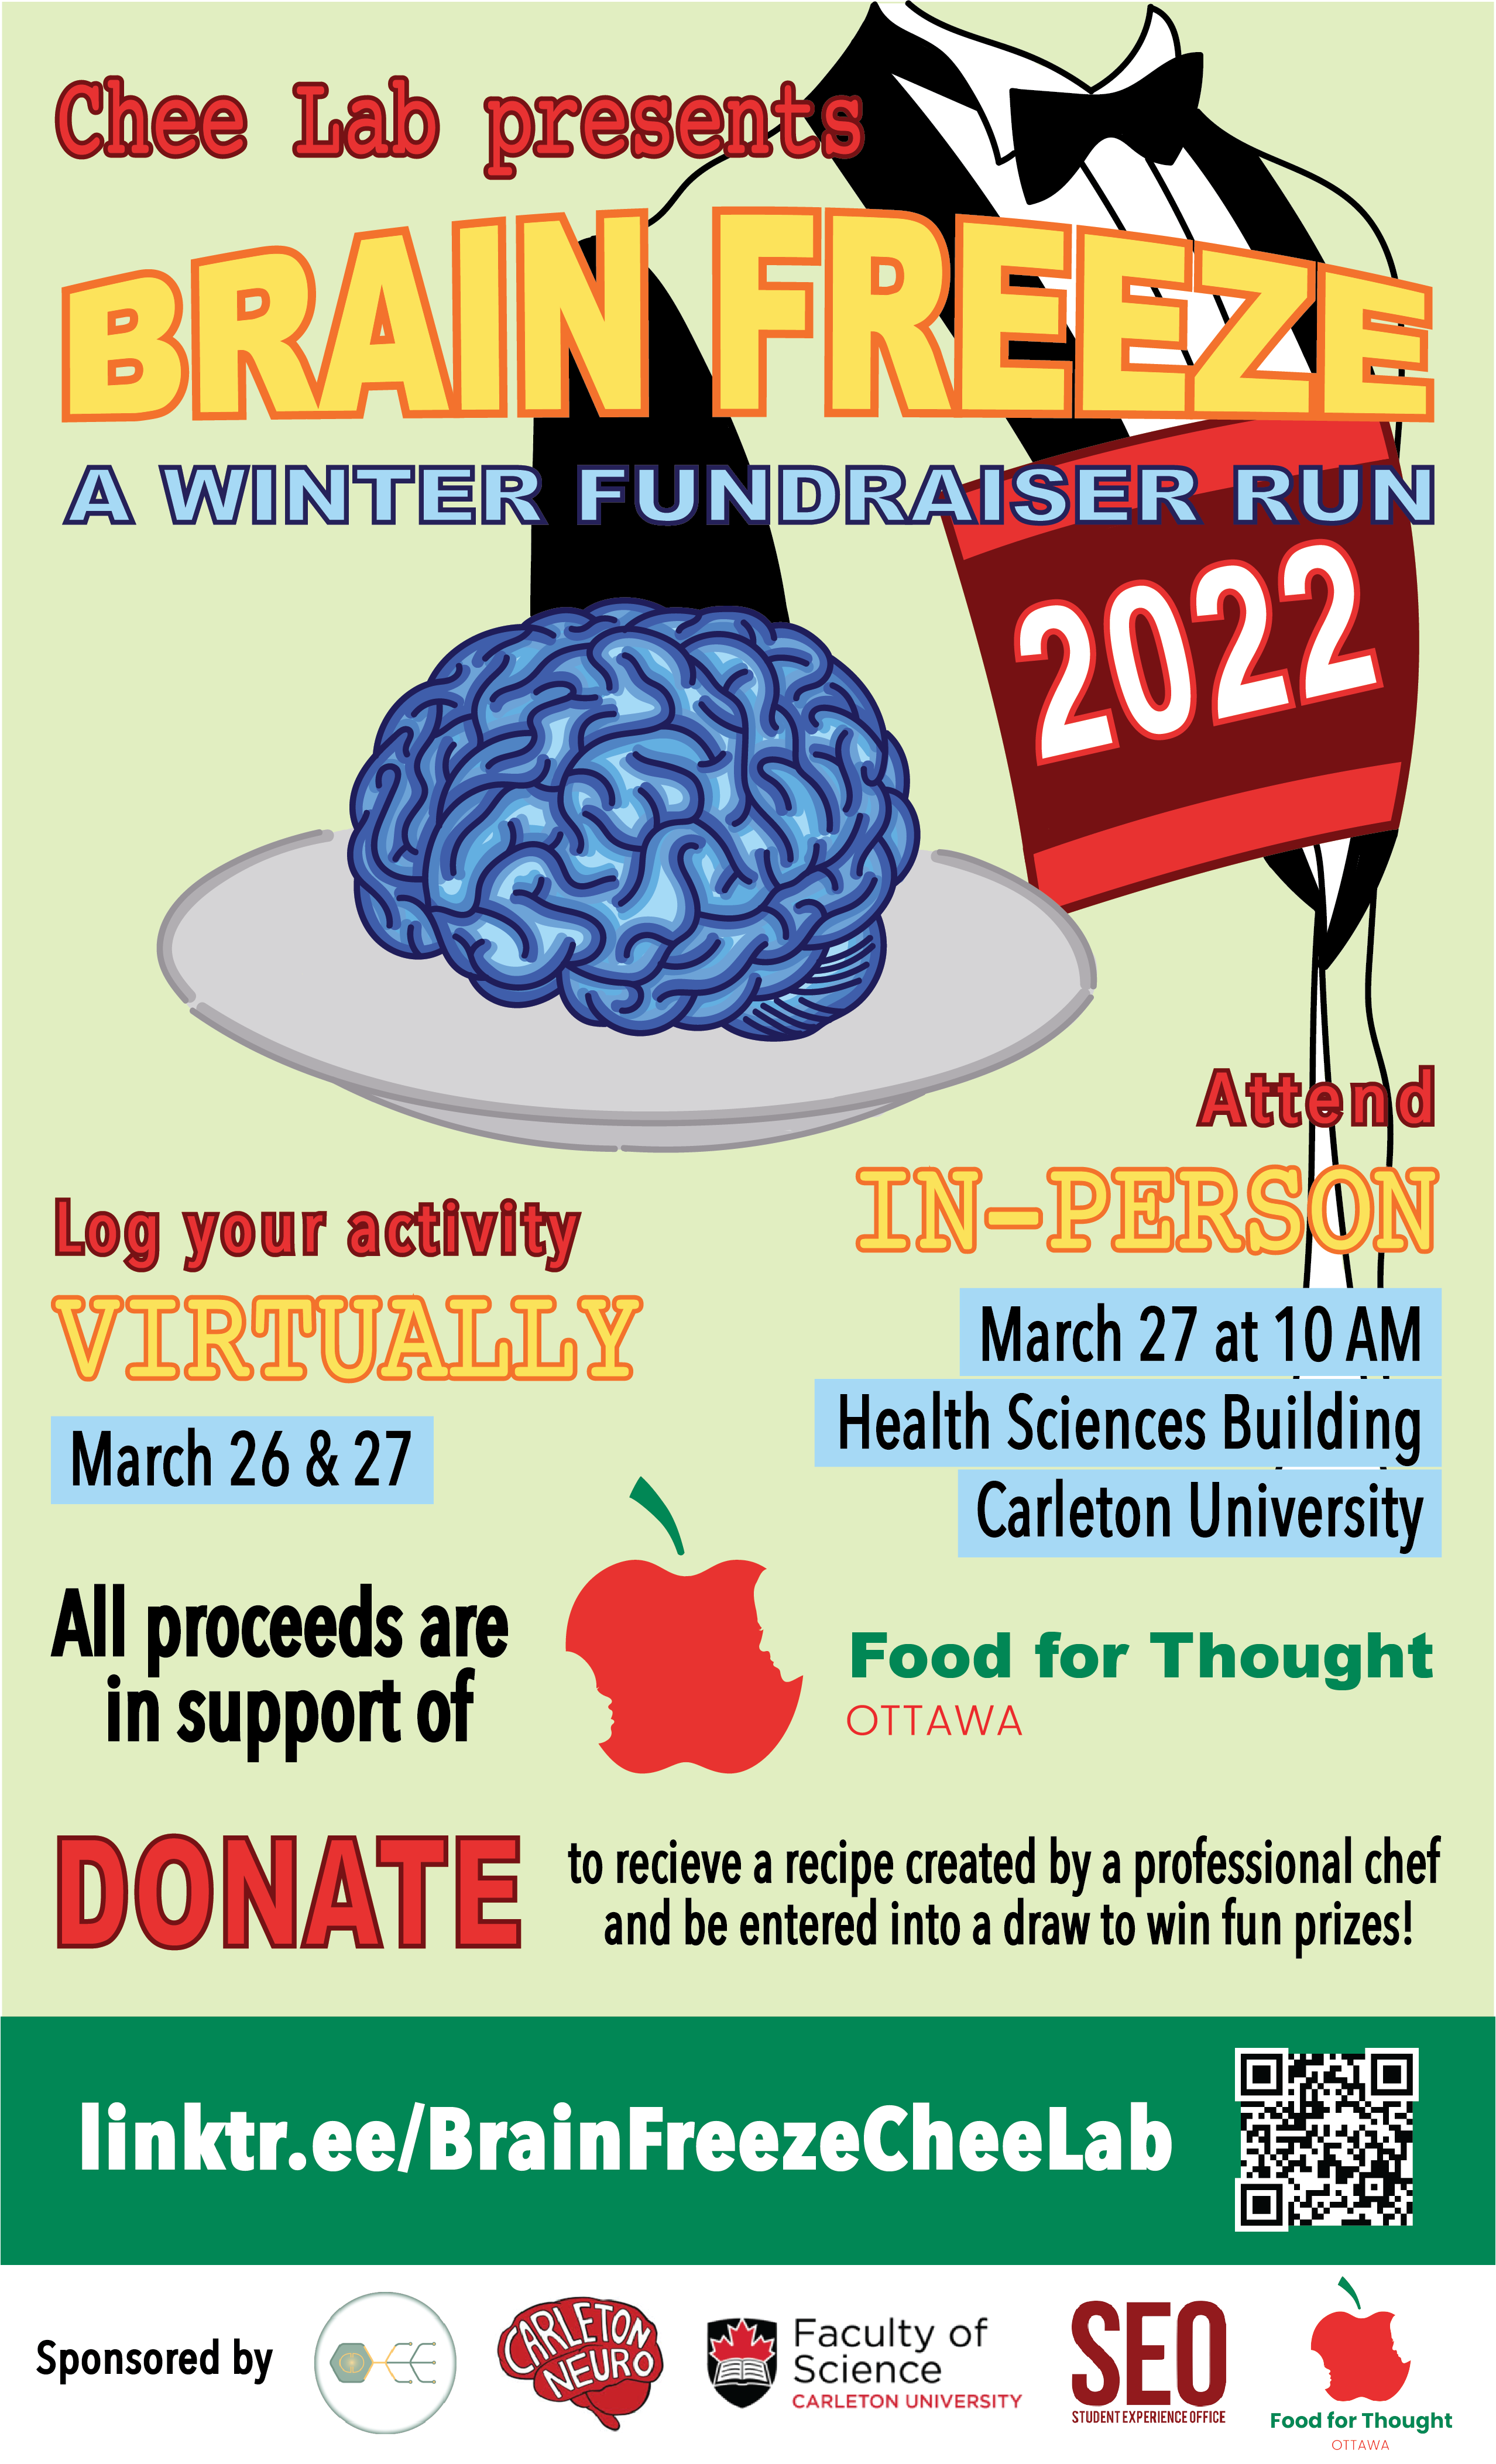 Chee Lab presents
BRAIN FREEZE
A WINTER FUNDRAISER RUN
2022
Attend
IN-PERSON
March 27 at 10 AM
Health Sciences Building
Carleton University
Log your activity
VIRTUALLY
March 26 & 27
All proceeds are
in support of
Food for Thought
OTTAWA
DONATE
to recieve a recipe created by a professional chef
and be entered into a draw to win fun prizes!
linktr.ee/BrainFreezeCheeLab
Sponsored by
CARLETON
NEURO
Faculty of
Science
CARLETON UNIVERSITY
SEO
STUDENT EXPERIENCE OFFICE
Food for Thought
OTTAWA